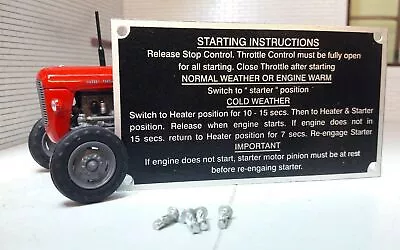 STARTING INSTRUCTIONS
Release Stop Control. Throttle Control must be fully open
for all starting. Close Throttle after starting
NORMAL WEATHER OR ENGINE WARM
Switch to " starter " position
COLD WEATHER
Switch to Heater position for 10 - 15 secs. Then to Heater & Starter
position. Release when engine starts. If engine does not in
15 secs. return to Heater position for 7 secs. Re-engage Starter
IMPORTANT
If engine does not start, starter motor pinion must be at rest
before re-engaing starter.